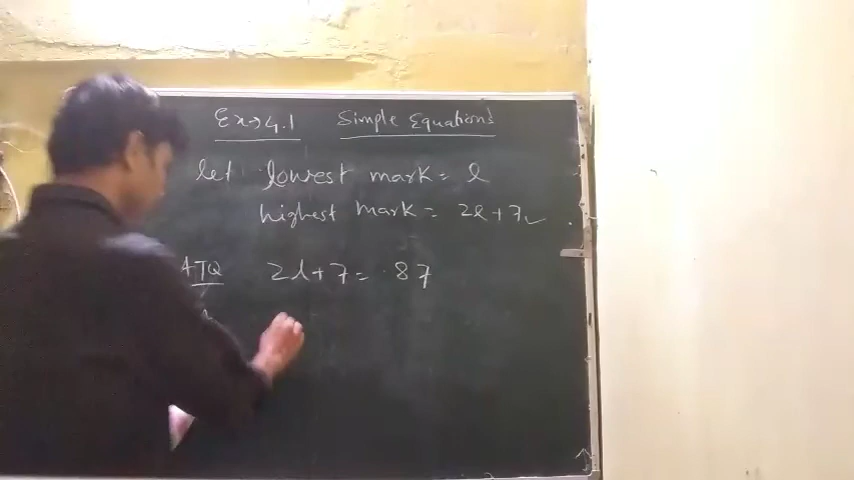 Ex→4.1 Simple Equations
let lowest mark = l
highest mark = 2l+7
ATQ 2l+7 = 87